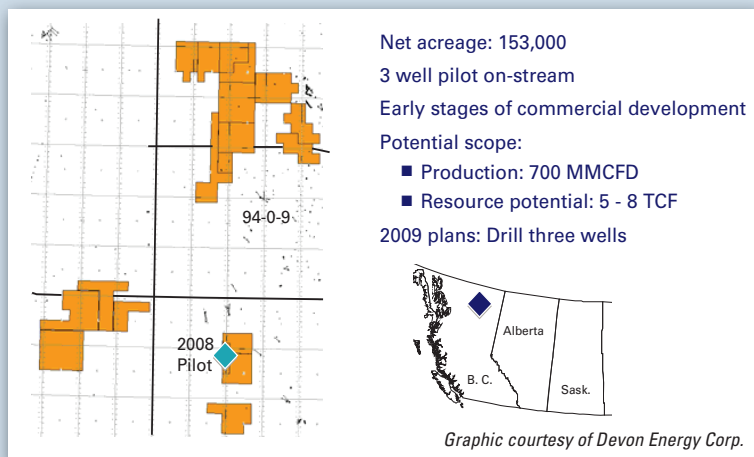 Net acreage: 153,000
3 well pilot on-stream
Early stages of commercial development
Potential scope:
■ Production: 700 MMCFD
■ Resource potential: 5 - 8 TCF
2009 plans: Drill three wells
94-0-9
2008
Pilot
Alberta
B. C.
Sask.
Graphic courtesy of Devon Energy Corp.